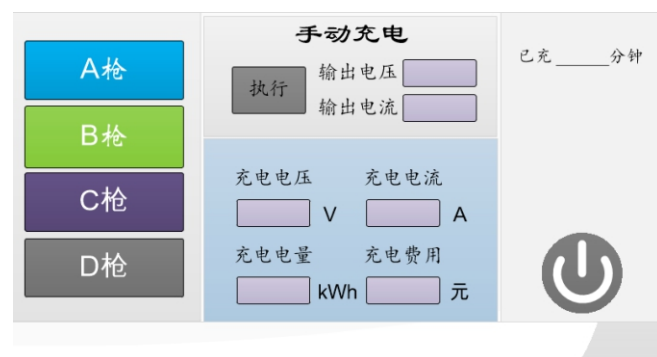 A枪
B枪
C枪
D枪
手动充电
执行
输出电压
输出电流
充电电压 充电电流
V A
充电电量 充电费用
kWh 元
已充______分钟